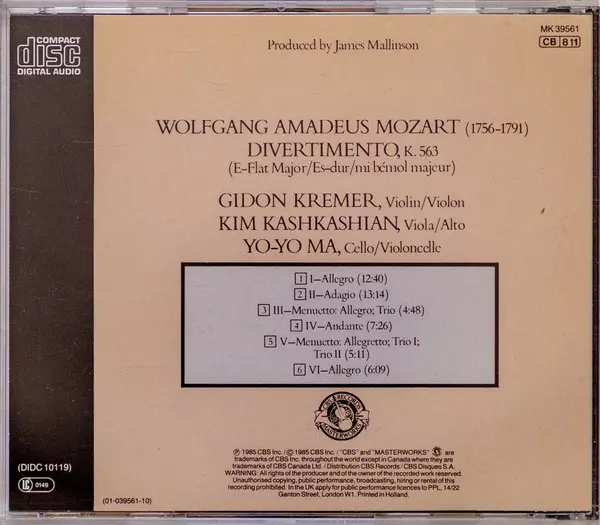 COMPACT
disc
DIGITAL AUDIO
MK 39561
CB 811
Produced by James Mallinson
WOLFGANG AMADEUS MOZART (1756-1791)
DIVERTIMENTO, K. 563
(E-Flat Major/Es-dur/mi bémol majeur)
GIDON KREMER, Violin/Violon
KIM KASHKASHIAN, Viola/Alto
YO-YO MA, Cello/Violoncelle
1 I—Allegro (12:40)
2 II—Adagio (13:14)
3 III—Menuetto: Allegro; Trio (4:48)
4 IV—Andante (7:26)
5 V—Menuetto: Allegretto; Trio I;
Trio II (5:11)
6 VI—Allegro (6:09)
CBS RECORDS
MASTERWORKS
℗ 1985 CBS Inc. / © 1985 CBS Inc. / "CBS" and "MASTERWORKS" are
trademarks of CBS Inc. throughout the world except in Canada where they are
trademarks of CBS Canada Ltd. / Distribution CBS Records / CBS Disques S.A.
WARNING: All rights of the producer and of the owner of the recorded work reserved.
Unauthorised copying, public performance, broadcasting, hiring or rental of this
recording prohibited. In the UK apply for public performance licences to PPL, 14/22
Ganton Street, London W1. Printed in Holland.
(DIDC 10119)
LC 0149
(01-039561-10)